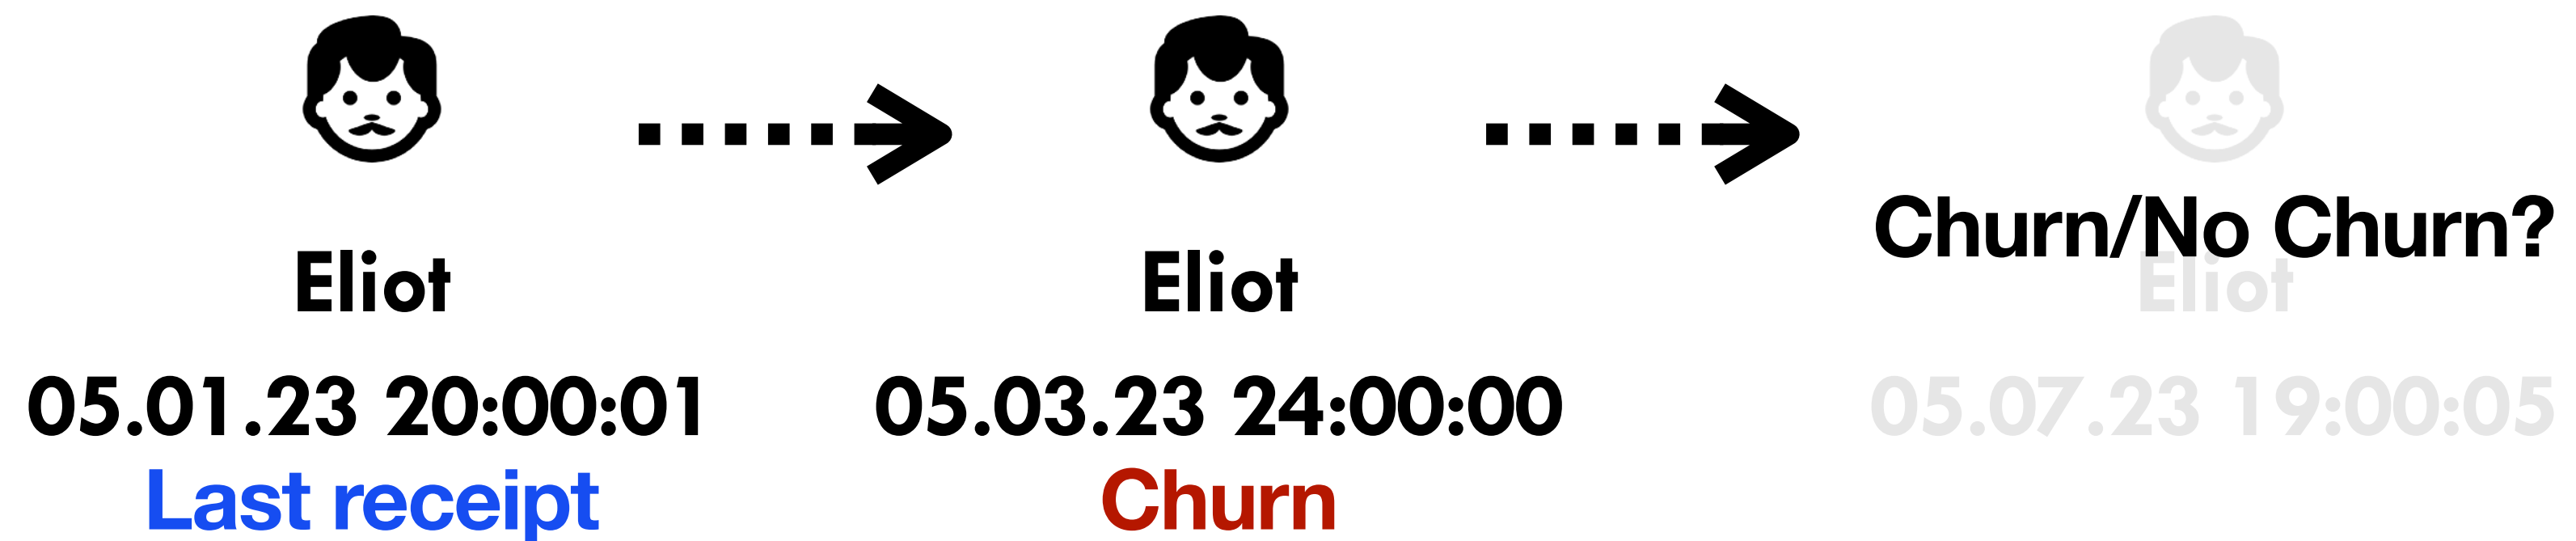 Eliot
05.01.23 20:00:01
Last receipt
Eliot
05.03.23 24:00:00
Churn
Churn/No Churn?
Eliot
05.07.23 19:00:05